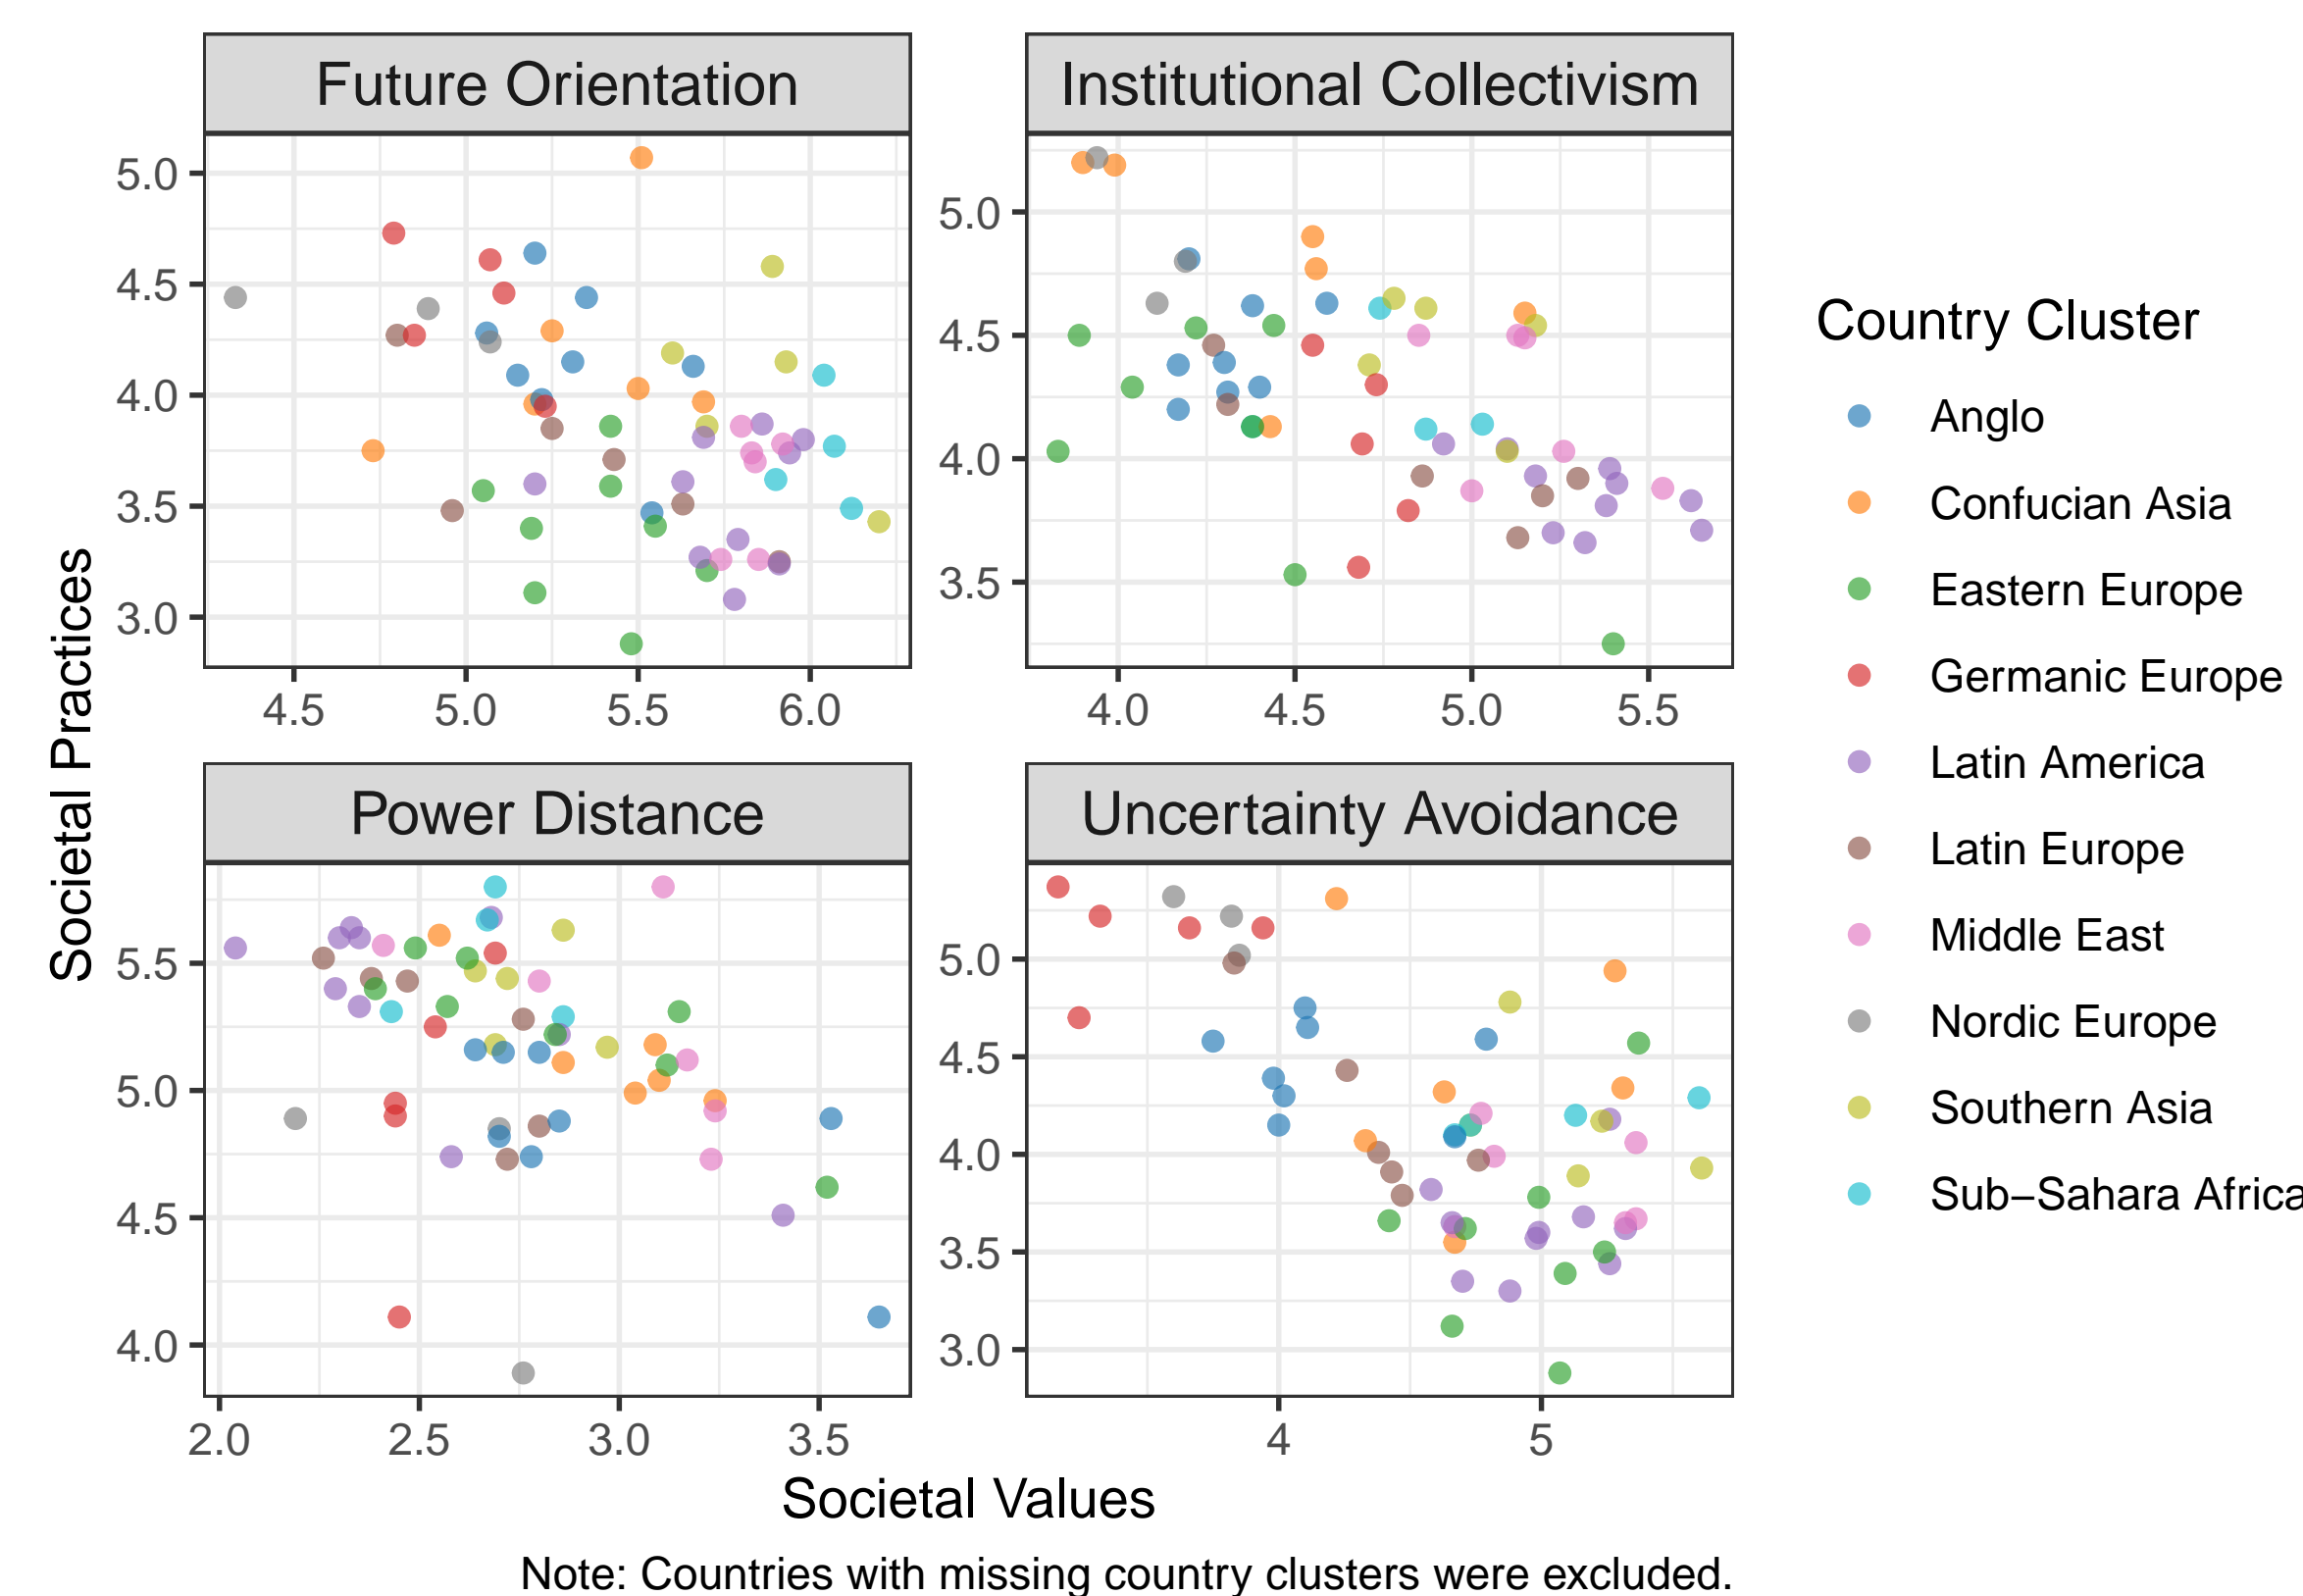 Future Orientation
Institutional Collectivism
5.0
4.5
4.0
3.5
3.0
4.5 5.0 5.5 6.0
5.0
4.5
4.0
3.5
4.0 4.5 5.0 5.5
Power Distance
Uncertainty Avoidance
5.5
5.0
4.5
4.0
2.0 2.5 3.0 3.5
5.0
4.5
4.0
3.5
3.0
4 5
Societal Practices
Societal Values
Note: Countries with missing country clusters were excluded.
Country Cluster
Anglo
Confucian Asia
Eastern Europe
Germanic Europe
Latin America
Latin Europe
Middle East
Nordic Europe
Southern Asia
Sub−Sahara Africa